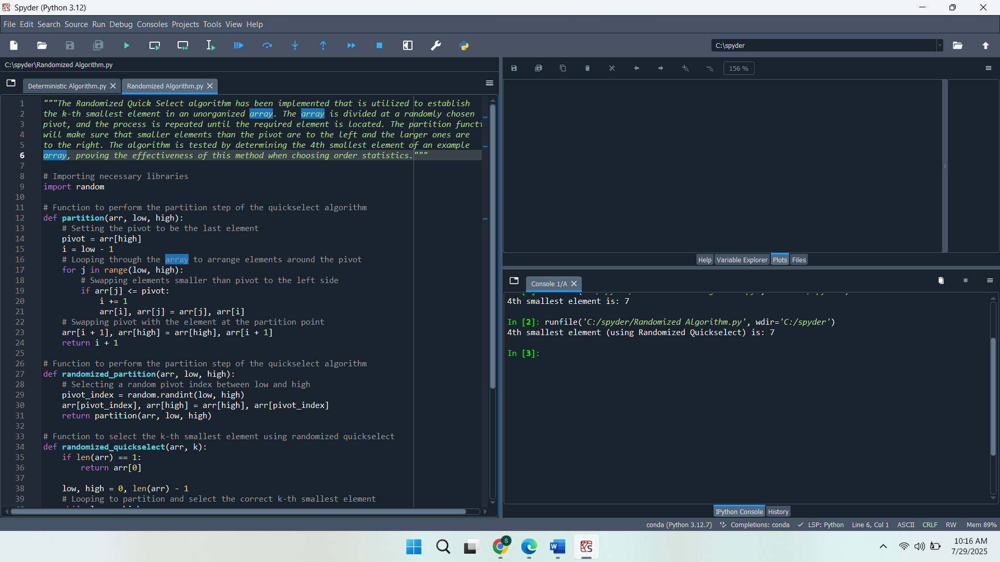 Spyder (Python 3.12)
File Edit Search Source Run Debug Consoles Projects Tools View Help
C:\spyder
C:\spyder\Randomized Algorithm.py
156 %
Deterministic Algorithm.py
Randomized Algorithm.py
1 """The Randomized Quick Select algorithm has been implemented that is utilized to establish
2 the k-th smallest element in an unorganized array. The array is divided at a randomly chosen
3 pivot, and the process is repeated until the required element is located. The partition functi
4 will make sure that smaller elements than the pivot are to the left and the larger ones are
5 to the right. The algorithm is tested by determining the 4th smallest element of an example
6 array, proving the effectiveness of this method when choosing order statistics."""
7
8 # Importing necessary libraries
9 import random
10
11 # Function to perform the partition step of the quickselect algorithm
12 def partition(arr, low, high):
13 # Setting the pivot to be the last element
14 pivot = arr[high]
15 i = low - 1
16 # Looping through the array to arrange elements around the pivot
17 for j in range(low, high):
18 # Swapping elements smaller than pivot to the left side
19 if arr[j] <= pivot:
20 i += 1
21 arr[i], arr[j] = arr[j], arr[i]
22 # Swapping pivot with the element at the partition point
23 arr[i + 1], arr[high] = arr[high], arr[i + 1]
24 return i + 1
25
26 # Function to perform the partition step of the quickselect algorithm
27 def randomized_partition(arr, low, high):
28 # Selecting a random pivot index between low and high
29 pivot_index = random.randint(low, high)
30 arr[pivot_index], arr[high] = arr[high], arr[pivot_index]
31 return partition(arr, low, high)
32
33 # Function to select the k-th smallest element using randomized quickselect
34 def randomized_quickselect(arr, k):
35 if len(arr) == 1:
36 return arr[0]
37
38 low, high = 0, len(arr) - 1
39 # Looping to partition and select the correct k-th smallest element
Help Variable Explorer Plots Files
Console 1/A
4th smallest element is: 7
In [2]: runfile('C:/spyder/Randomized Algorithm.py', wdir='C:/spyder')
4th smallest element (using Randomized Quickselect) is: 7
In [3]:
IPython Console History
conda (Python 3.12.7) Completions: conda LSP: Python Line 6, Col 1 ASCII CRLF RW Mem 89%
S
W
10:16 AM
7/29/2025